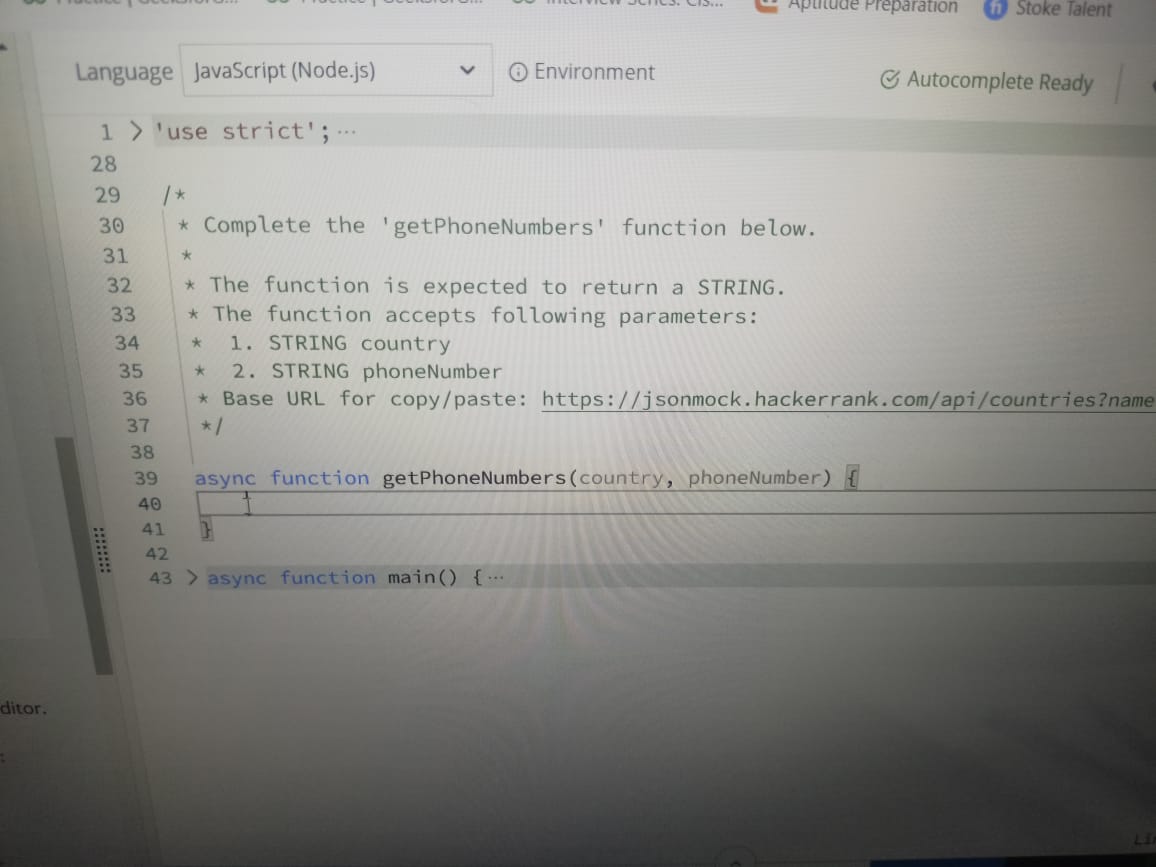 Aptitude Preparation
Stoke Talent
Language JavaScript (Node.js) Environment Autocomplete Ready
1 > 'use strict'; ...
28
29 /*
30 * Complete the 'getPhoneNumbers' function below.
31 *
32 * The function is expected to return a STRING.
33 * The function accepts following parameters:
34 * 1. STRING country
35 * 2. STRING phoneNumber
36 * Base URL for copy/paste: https://jsonmock.hackerrank.com/api/countries?name
37 */
38
39 async function getPhoneNumbers(country, phoneNumber) {
40
41 }
42
43 > async function main() { ...
ditor.